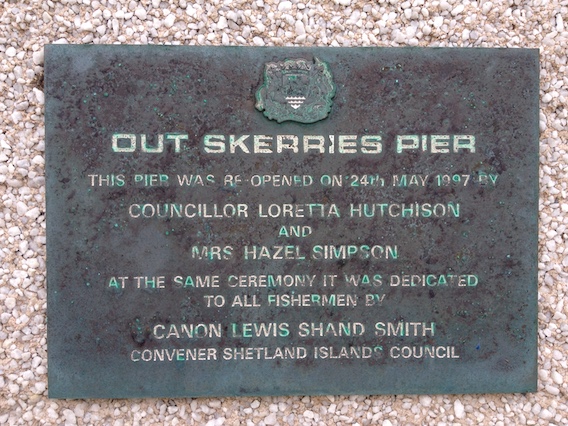 OUT SKERRIES PIER
THIS PIER WAS RE-OPENED ON 24th MAY 1997 BY
COUNCILLOR LORETTA HUTCHISON
AND
MRS HAZEL SIMPSON
AT THE SAME CEREMONY IT WAS DEDICATED
TO ALL FISHERMEN BY
CANON LEWIS SHAND SMITH
CONVENER SHETLAND ISLANDS COUNCIL